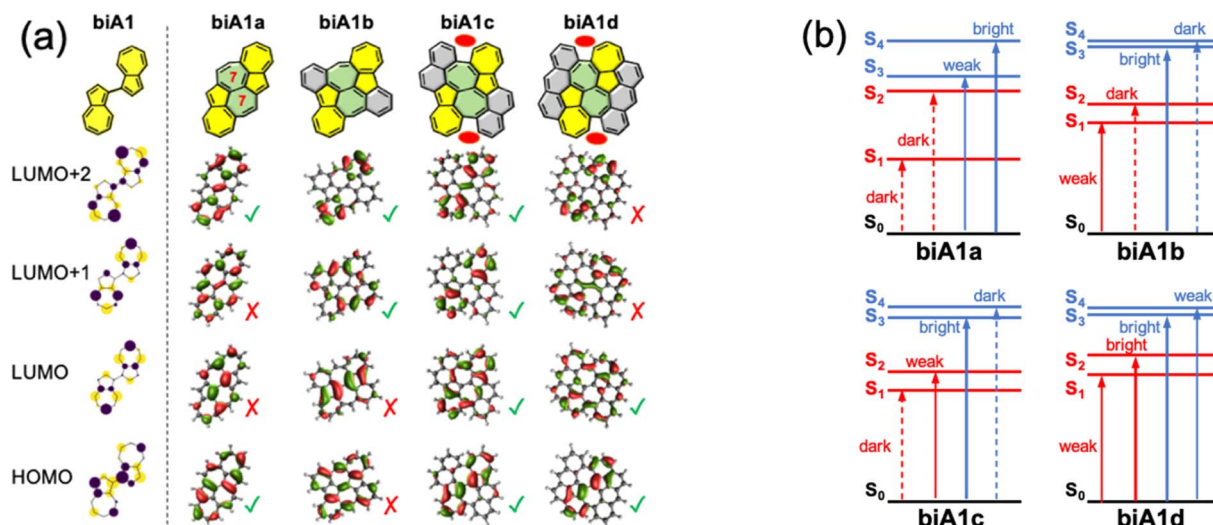 (a) biA1 biA1a biA1b biA1c biA1d
7
7
LUMO+2 ✓ ✓ ✓ ✗
LUMO+1 ✗ ✓ ✓ ✗
LUMO ✗ ✗ ✓ ✓
HOMO ✓ ✗ ✓ ✓
(b)
S₄ bright
S₃ weak
S₂ dark
S₁ dark
S₀
biA1a
S₄ dark
S₃ bright
S₂ dark
S₁ weak
S₀
biA1b
S₄ dark
S₃ bright
S₂ weak
S₁ dark
S₀
biA1c
S₄ weak
S₃ bright
S₂ bright
S₁ weak
S₀
biA1d